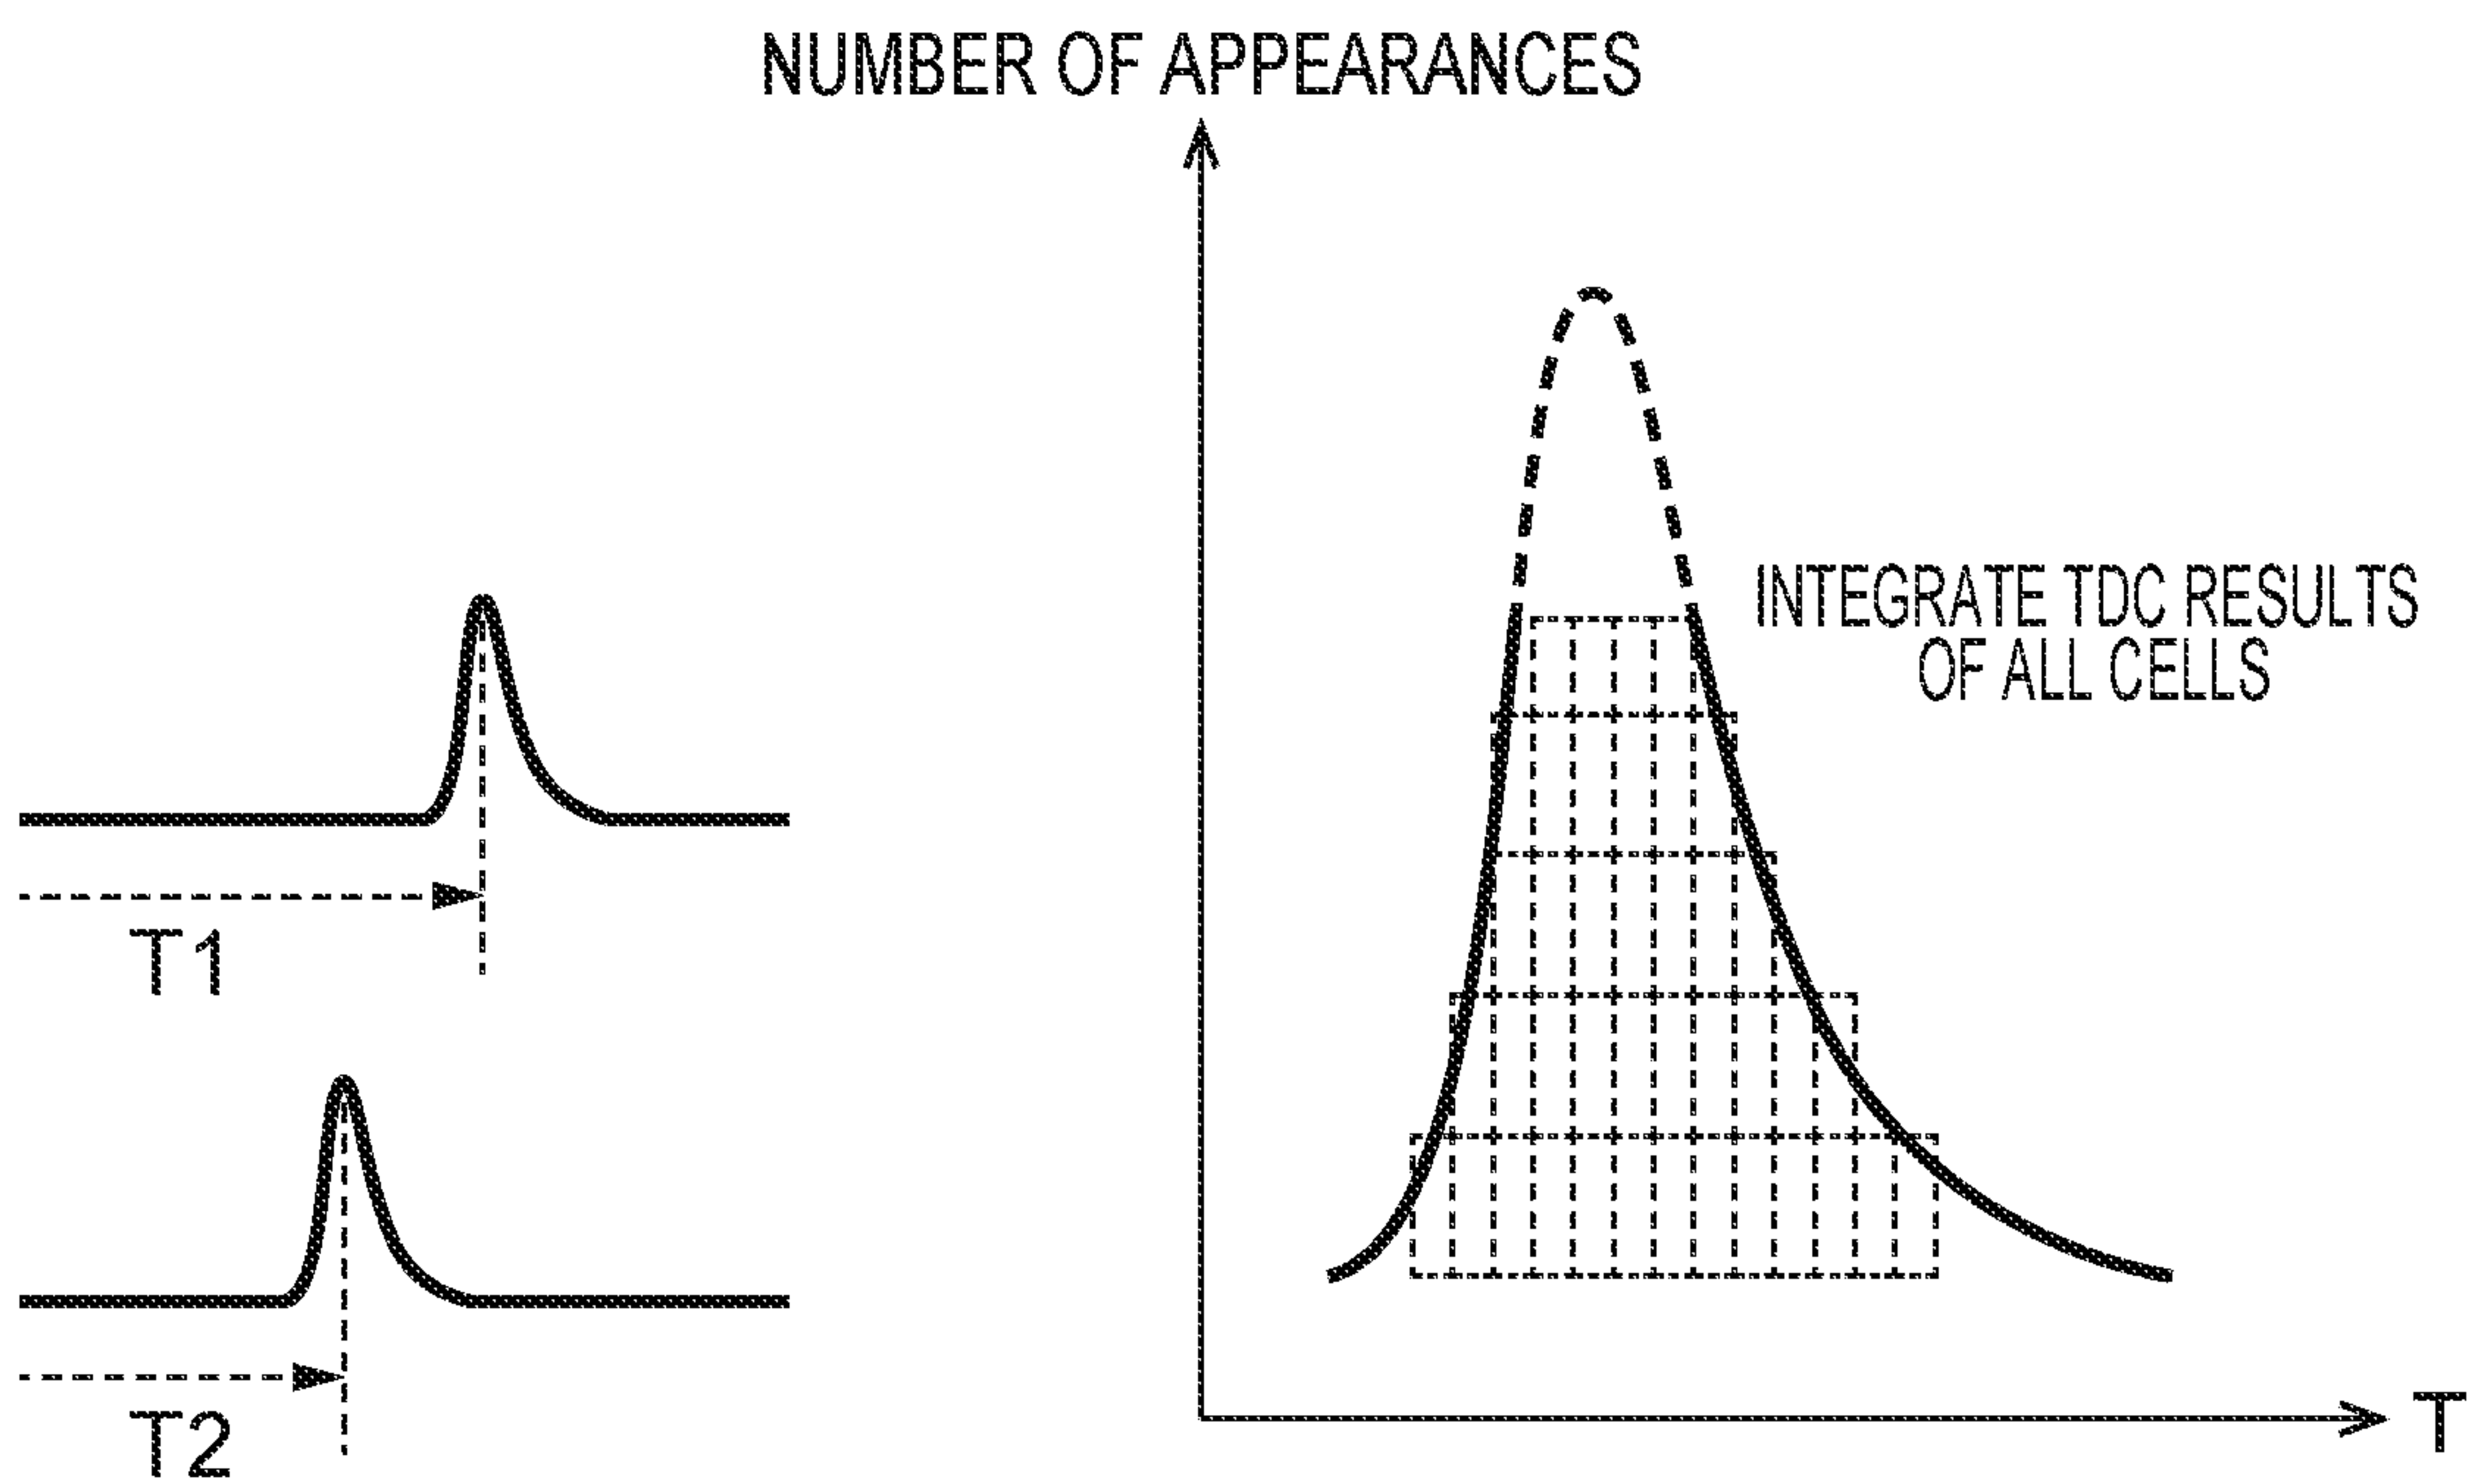 NUMBER OF APPEARANCES
INTEGRATE TDC RESULTS
OF ALL CELLS
T1
T2
T